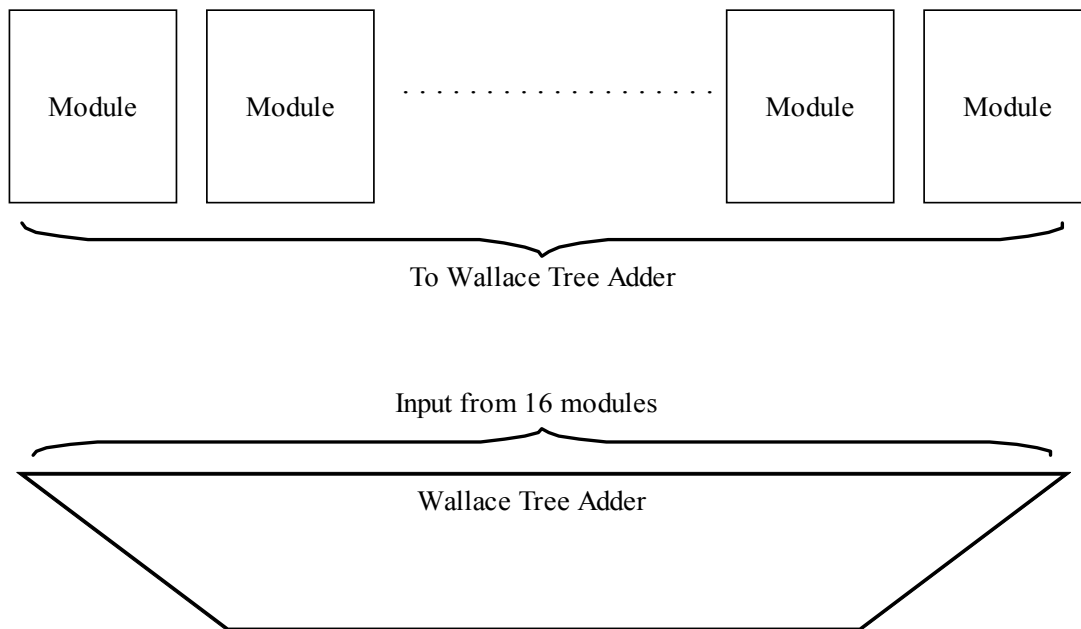 Module Module Module Module
To Wallace Tree Adder
Input from 16 modules
Wallace Tree Adder